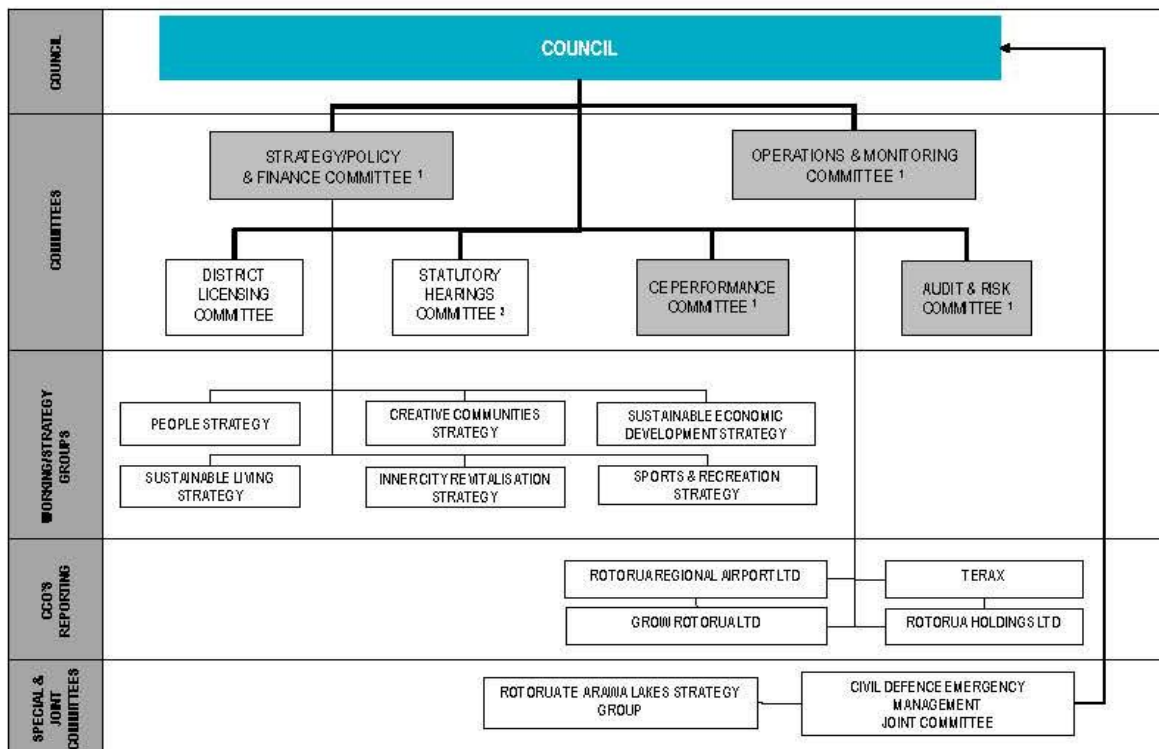 COUNCIL
COUNCIL
COMMITTEES
STRATEGY/POLICY
& FINANCE COMMITTEE ¹
OPERATIONS & MONITORING
COMMITTEE ¹
DISTRICT
LICENSING
COMMITTEE
STATUTORY
HEARINGS
COMMITTEE ²
CE PERFORMANCE
COMMITTEE ¹
AUDIT & RISK
COMMITTEE ¹
WORKING/STRATEGY
GROUPS
PEOPLE STRATEGY
CREATIVE COMMUNITIES
STRATEGY
SUSTAINABLE ECONOMIC
DEVELOPMENT STRATEGY
SUSTAINABLE LIVING
STRATEGY
INNERCITY REVITALISATION
STRATEGY
SPORTS & RECREATION
STRATEGY
CCO'S
REPORTING
ROTORUA REGIONAL AIRPORT LTD
TERAX
GROW ROTORUA LTD
ROTORUA HOLDINGS LTD
SPECIAL &
JOINT
COMMITTEES
ROTORUA TE ARAWA LAKES STRATEGY
GROUP
CIVIL DEFENCE EMERGENCY
MANAGEMENT
JOINT COMMITTEE